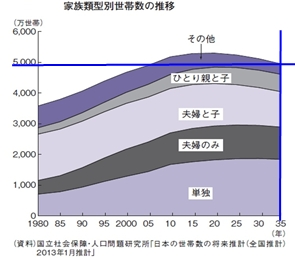 家族類型別世帯数の推移
(万世帯)
6,000
5,000
4,000
3,000
2,000
1,000
0
その他
ひとり親と子
夫婦と子
夫婦のみ
単独
1980 85 90 95 2000 05 10 15 20 25 30 35
(年)
(資料)国立社会保障・人口問題研究所「日本の世帯数の将来推計(全国推計)
2013年1月推計」